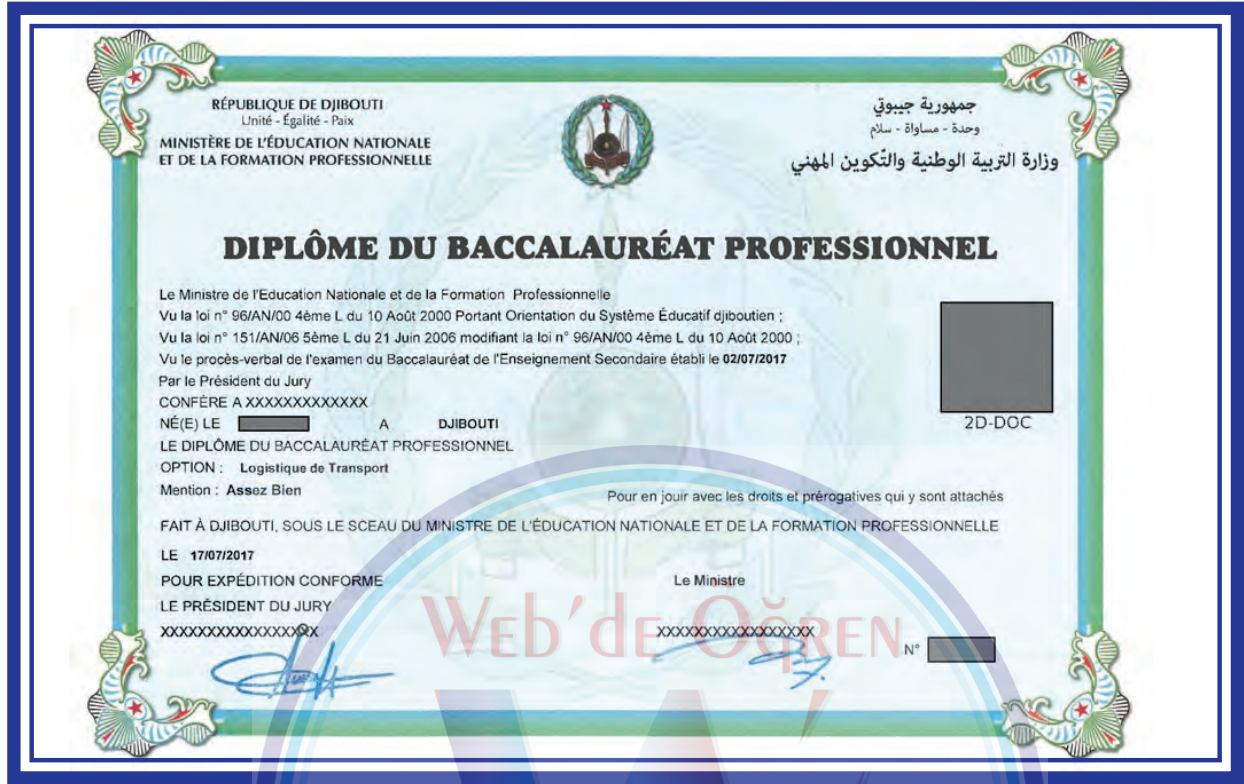 RÉPUBLIQUE DE DJIBOUTI
Unité - Égalité - Paix
MINISTÈRE DE L'ÉDUCATION NATIONALE
ET DE LA FORMATION PROFESSIONNELLE
جمهورية جيبوتي
وحدة - مساواة - سلام
وزارة التربية الوطنية والتّكوين المهني
DIPLÔME DU BACCALAURÉAT PROFESSIONNEL
Le Ministre de l'Education Nationale et de la Formation Professionnelle
Vu la loi n° 96/AN/00 4ème L du 10 Août 2000 Portant Orientation du Système Éducatif djiboutien ;
Vu la loi n° 151/AN/06 5ème L du 21 Juin 2006 modifiant la loi n° 96/AN/00 4ème L du 10 Août 2000 ;
Vu le procès-verbal de l'examen du Baccalauréat de l'Enseignement Secondaire établi le 02/07/2017
Par le Président du Jury
CONFÈRE A XXXXXXXXXXXXX
NÉ(E) LE A DJIBOUTI
2D-DOC
LE DIPLÔME DU BACCALAURÉAT PROFESSIONNEL
OPTION : Logistique de Transport
Mention : Assez Bien
Pour en jouir avec les droits et prérogatives qui y sont attachés
FAIT À DJIBOUTI, SOUS LE SCEAU DU MINISTRE DE L'ÉDUCATION NATIONALE ET DE LA FORMATION PROFESSIONNELLE
LE 17/07/2017
POUR EXPÉDITION CONFORME
Le Ministre
LE PRÉSIDENT DU JURY
XXXXXXXXXXXXXXXXX
XXXXXXXXXXXXXXXXXX
N°
Web'de Öğren